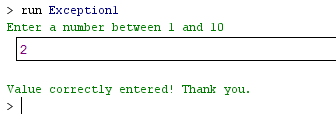 > run Exception1
Enter a number between 1 and 10
2
Value correctly entered! Thank you.
>